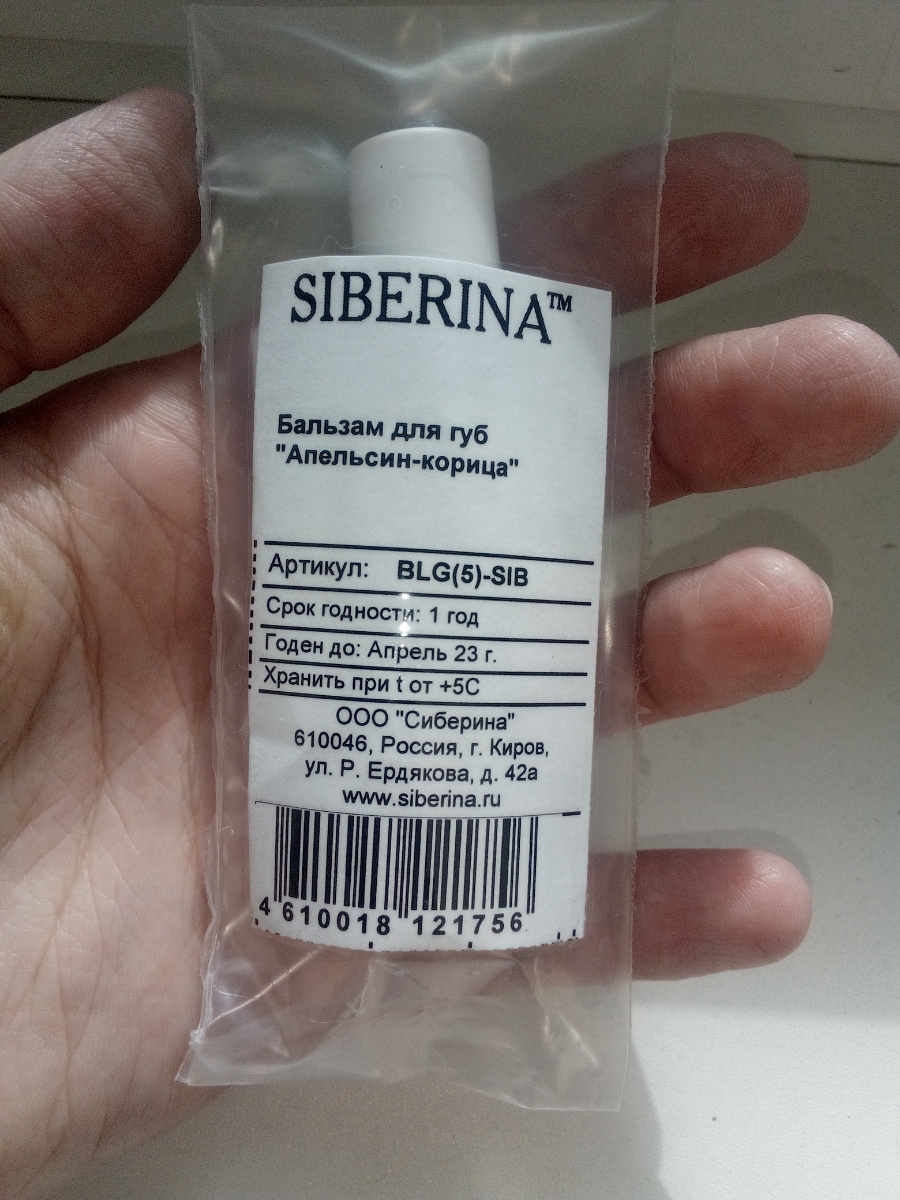 SIBERINA™
Бальзам для губ
"Апельсин-корица"
Артикул: BLG(5)-SIB
Срок годности: 1 год
Годен до: Апрель 23 г.
Хранить при t от +5С
ООО "Сиберина"
610046, Россия, г. Киров,
ул. Р. Ердякова, д. 42а
www.siberina.ru
4 610018 121756